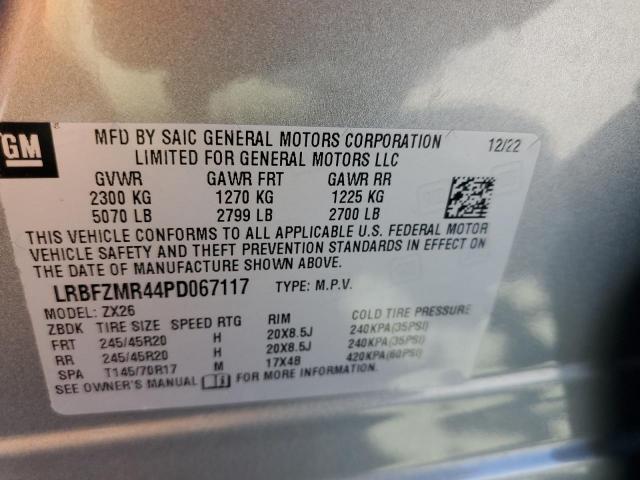 GM
MFD BY SAIC GENERAL MOTORS CORPORATION 12/22
LIMITED FOR GENERAL MOTORS LLC
GVWR GAWR FRT GAWR RR
2300 KG 1270 KG 1225 KG
5070 LB 2799 LB 2700 LB
THIS VEHICLE CONFORMS TO ALL APPLICABLE U.S. FEDERAL MOTOR
VEHICLE SAFETY AND THEFT PREVENTION STANDARDS IN EFFECT ON
THE DATE OF MANUFACTURE SHOWN ABOVE.
LRBFZMR44PD067117 TYPE: M.P.V.
MODEL: ZX26
ZBDK TIRE SIZE SPEED RTG RIM COLD TIRE PRESSURE
FRT 245/45R20 H 20X8.5J 240KPA(35PSI)
RR 245/45R20 H 20X8.5J 240KPA(35PSI)
SPA T145/70R17 M 17X4B 420KPA(60PSI)
SEE OWNER'S MANUAL FOR MORE INFORMATION.